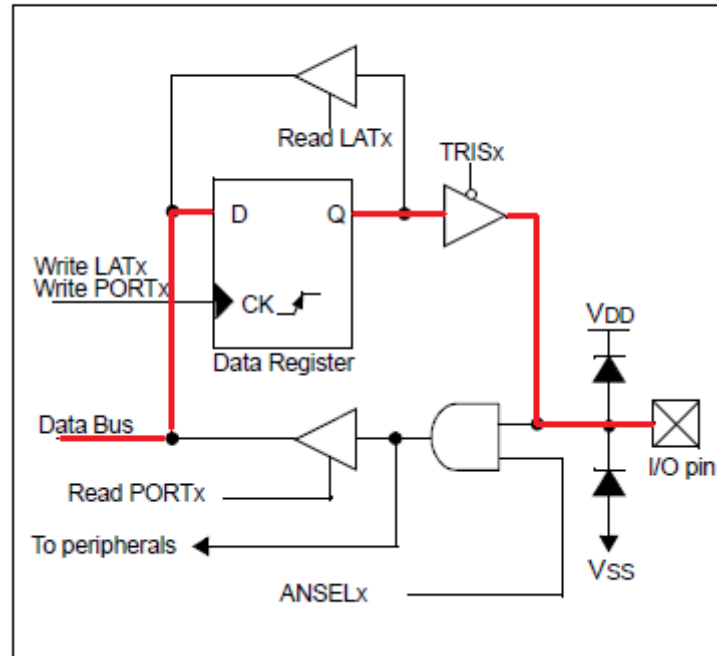 Read LATx
TRISx
D
Q
Write LATx
Write PORTx
CK
VDD
Data Register
Data Bus
I/O pin
Read PORTx
To peripherals
VSS
ANSELx